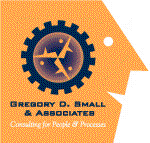 GREGORY D. SMALL
& ASSOCIATES
Consulting for People & Processes